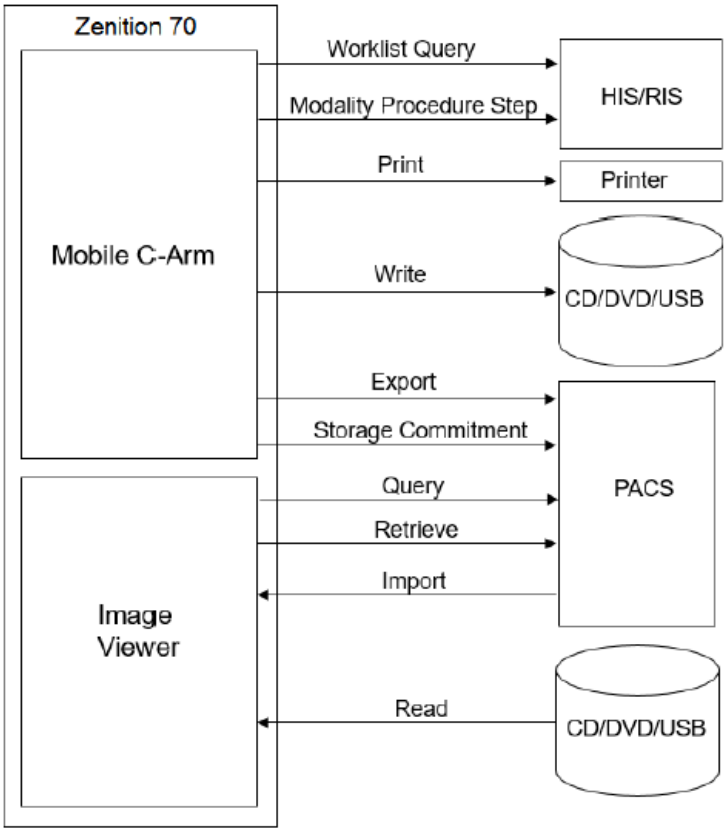 Zenition 70
Worklist Query
HIS/RIS
Modality Procedure Step
Print
Printer
Mobile C-Arm
Write
CD/DVD/USB
Export
Storage Commitment
Query
PACS
Retrieve
Import
Image
Viewer
Read
CD/DVD/USB